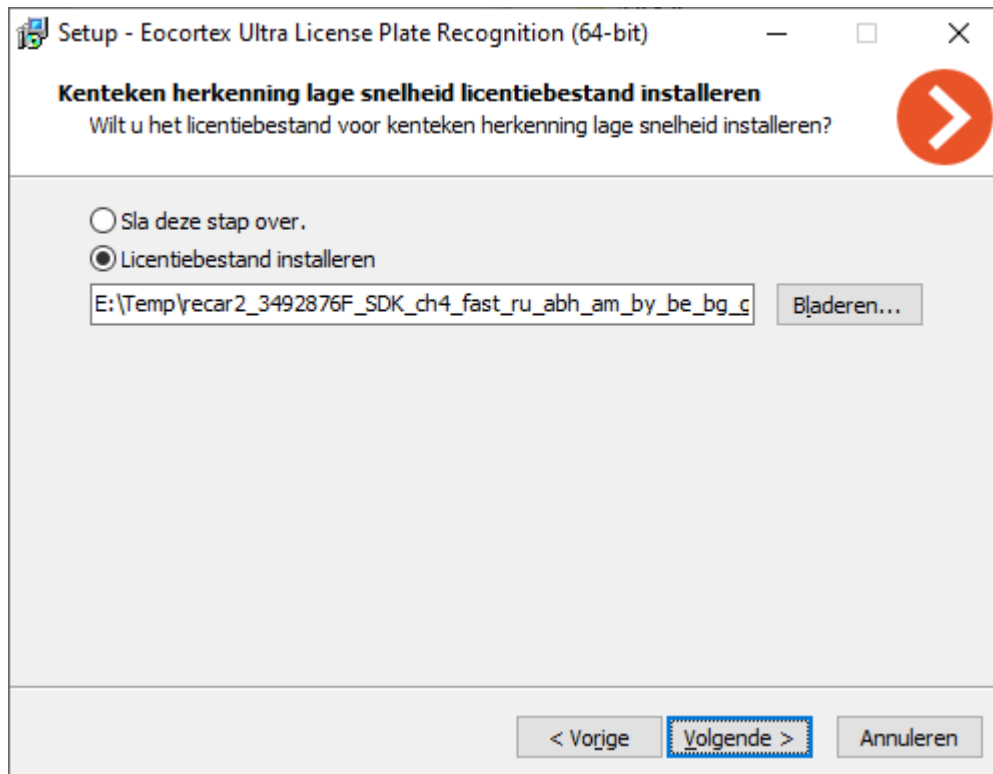 Setup - Eocortex Ultra License Plate Recognition (64-bit)
Kenteken herkenning lage snelheid licentiebestand installeren
Wilt u het licentiebestand voor kenteken herkenning lage snelheid installeren?
Sla deze stap over.
Licentiebestand installeren
E:\Temp\recar2_3492876F_SDK_ch4_fast_ru_abh_am_by_be_bg_
Bladeren...
< Vorige
Volgende >
Annuleren